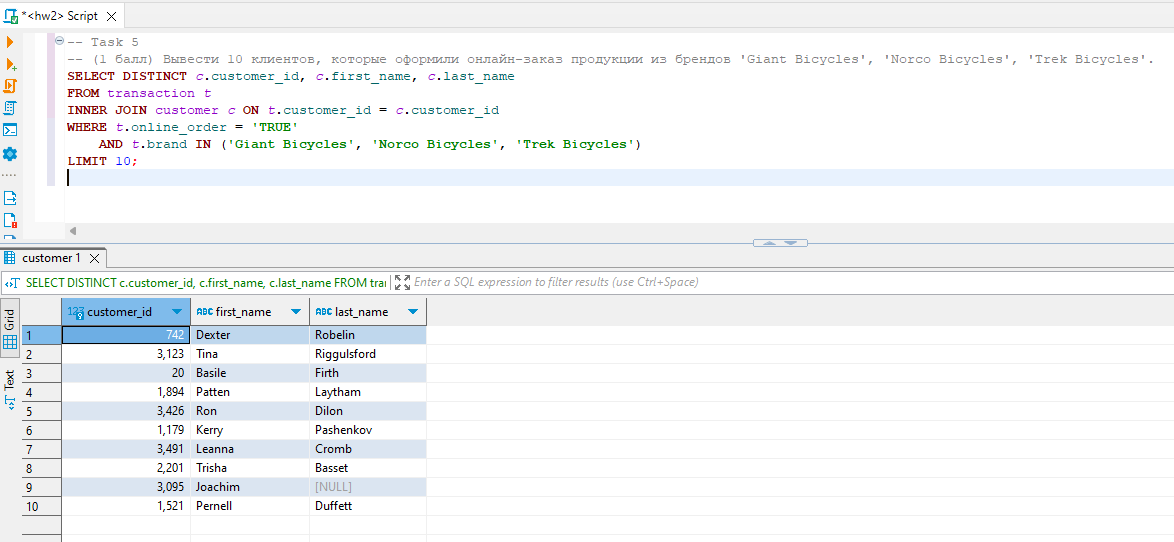 *<hw2> Script
-- Task 5
-- (1 балл) Вывести 10 клиентов, которые оформили онлайн-заказ продукции из брендов 'Giant Bicycles', 'Norco Bicycles', 'Trek Bicycles'.
SELECT DISTINCT c.customer_id, c.first_name, c.last_name
FROM transaction t
INNER JOIN customer c ON t.customer_id = c.customer_id
WHERE t.online_order = 'TRUE'
AND t.brand IN ('Giant Bicycles', 'Norco Bicycles', 'Trek Bicycles')
LIMIT 10;
customer 1
SELECT DISTINCT c.customer_id, c.first_name, c.last_name FROM tra Enter a SQL expression to filter results (use Ctrl+Space)
Grid
Text
123 customer_id ABC first_name ABC last_name
1 742 Dexter Robelin
2 3,123 Tina Riggulsford
3 20 Basile Firth
4 1,894 Patten Laytham
5 3,426 Ron Dilon
6 1,179 Kerry Pashenkov
7 3,491 Leanna Cromb
8 2,201 Trisha Basset
9 3,095 Joachim [NULL]
10 1,521 Pernell Duffett